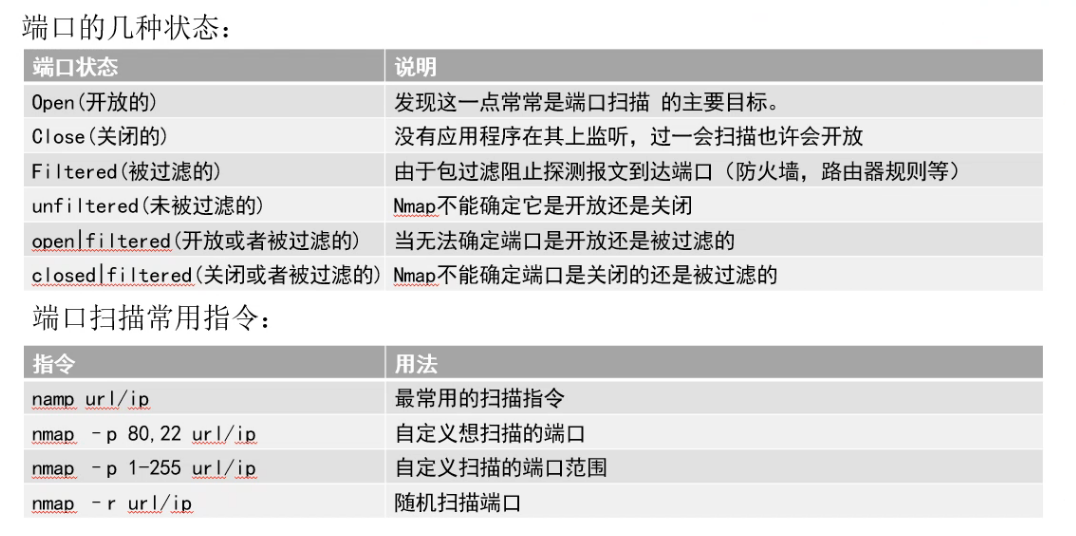 端口的几种状态：
端口状态 说明
Open(开放的) 发现这一点常常是端口扫描 的主要目标。
Close(关闭的) 没有应用程序在其上监听，过一会扫描也许会开放
Filtered(被过滤的) 由于包过滤阻止探测报文到达端口（防火墙，路由器规则等）
unfiltered(未被过滤的) Nmap不能确定它是开放还是关闭
open|filtered(开放或者被过滤的) 当无法确定端口是开放还是被过滤的
closed|filtered(关闭或者被过滤的) Nmap不能确定端口是关闭的还是被过滤的
端口扫描常用指令：
指令 用法
namp url/ip 最常用的扫描指令
nmap -p 80,22 url/ip 自定义想扫描的端口
nmap -p 1-255 url/ip 自定义扫描的端口范围
nmap -r url/ip 随机扫描端口